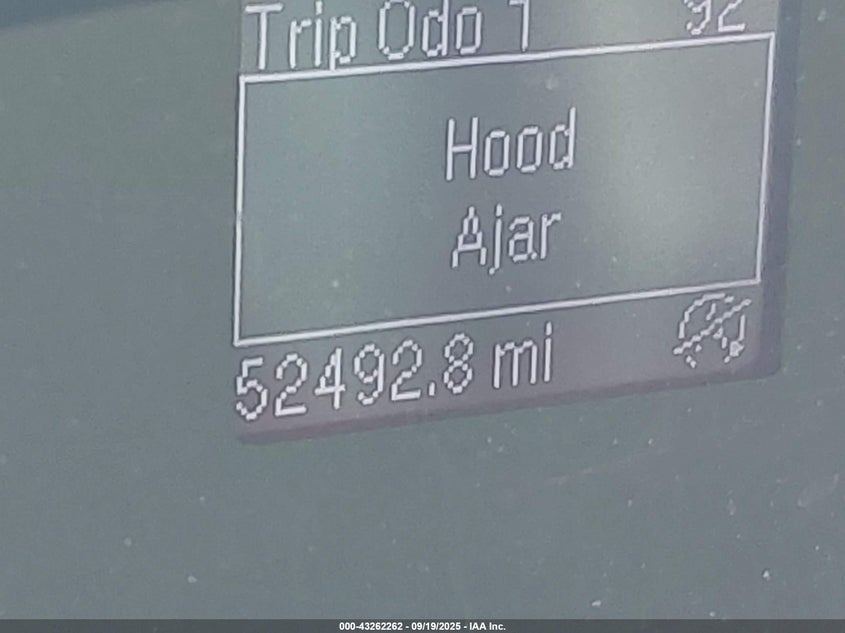 Trip Odo 1 92
Hood
Ajar
52492.8 mi
000-43262262 - 09/19/2025 - IAA Inc.